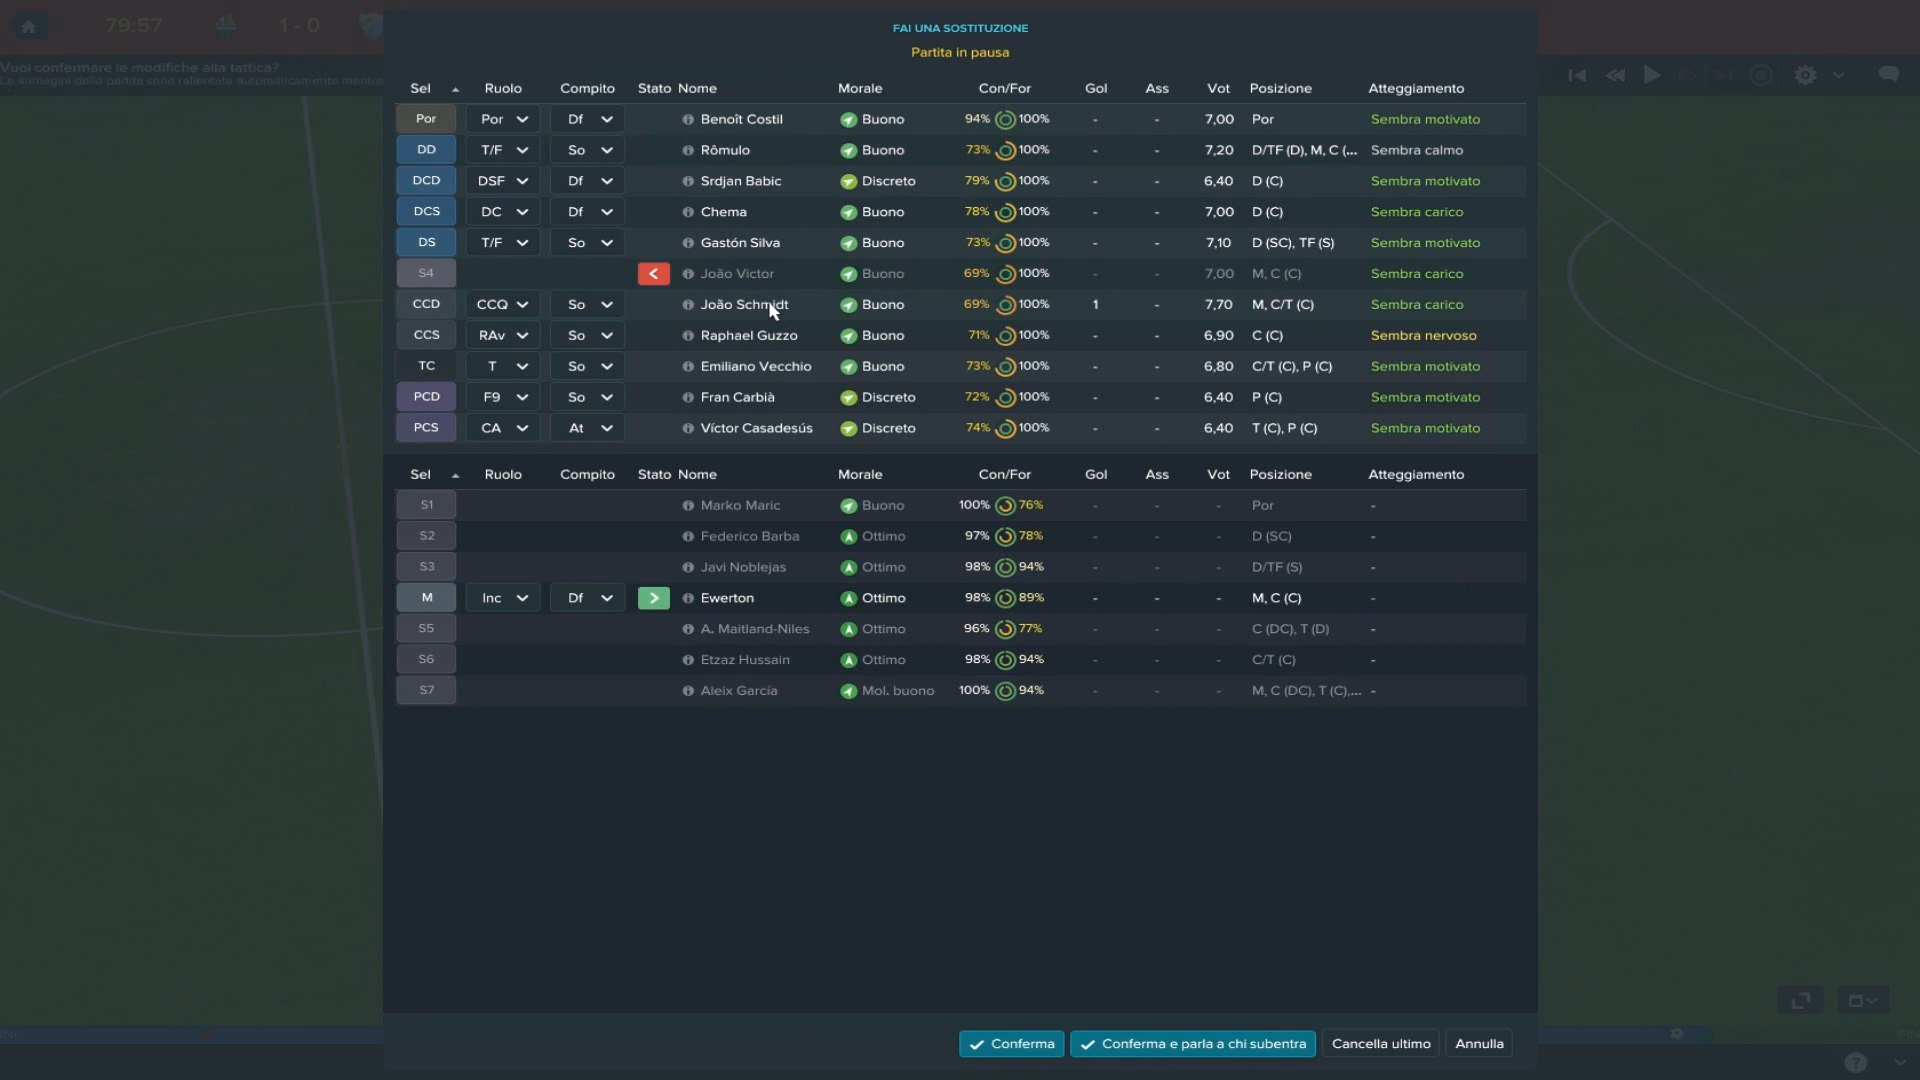 79:57 1 - 0
Vuoi confermare le modifiche alla tattica?
Le immagini della partita sono rallentate automaticamente mentre
FAI UNA SOSTITUZIONE
Partita in pausa
Sel Ruolo Compito Stato Nome Morale Con/For Gol Ass Vot Posizione Atteggiamento
Por Por Df Benoît Costil Buono 94% 100% - - 7,00 Por Sembra motivato
DD T/F So Rômulo Buono 73% 100% - - 7,20 D/TF (D), M, C (... Sembra calmo
DCD DSF Df Srdjan Babic Discreto 79% 100% - - 6,40 D (C) Sembra motivato
DCS DC Df Chema Buono 78% 100% - - 7,00 D (C) Sembra carico
DS T/F So Gastón Silva Buono 73% 100% - - 7,10 D (SC), TF (S) Sembra motivato
S4 < João Victor Buono 69% 100% - - 7,00 M, C (C) Sembra carico
CCD CCQ So João Schmidt Buono 69% 100% 1 - 7,70 M, C/T (C) Sembra carico
CCS RAv So Raphael Guzzo Buono 71% 100% - - 6,90 C (C) Sembra nervoso
TC T So Emiliano Vecchio Buono 73% 100% - - 6,80 C/T (C), P (C) Sembra motivato
PCD F9 So Fran Carbià Discreto 72% 100% - - 6,40 P (C) Sembra motivato
PCS CA At Víctor Casadesús Discreto 74% 100% - - 6,40 T (C), P (C) Sembra motivato
Sel Ruolo Compito Stato Nome Morale Con/For Gol Ass Vot Posizione Atteggiamento
S1 Marko Maric Buono 100% 76% - - - Por -
S2 Federico Barba Ottimo 97% 78% - - - D (SC) -
S3 Javi Noblejas Ottimo 98% 94% - - - D/TF (S) -
M Inc Df > Ewerton Ottimo 98% 89% - - - M, C (C) -
S5 A. Maitland-Niles Ottimo 96% 77% - - - C (DC), T (D) -
S6 Etzaz Hussain Ottimo 98% 94% - - - C/T (C) -
S7 Aleix García Mol. buono 100% 94% - - - M, C (DC), T (C),... -
Conferma Conferma e parla a chi subentra Cancella ultimo Annulla